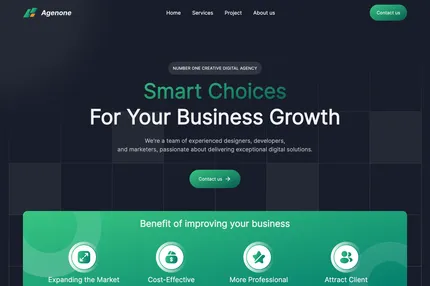 Agenone
Home Services Project About us
Contact us
NUMBER ONE CREATIVE DIGITAL AGENCY
Smart Choices
For Your Business Growth
We're a team of experienced designers, developers,
and marketers, passionate about delivering exceptional digital solutions.
Contact us
Benefit of improving your business
Expanding the Market Cost-Effective More Professional Attract Client